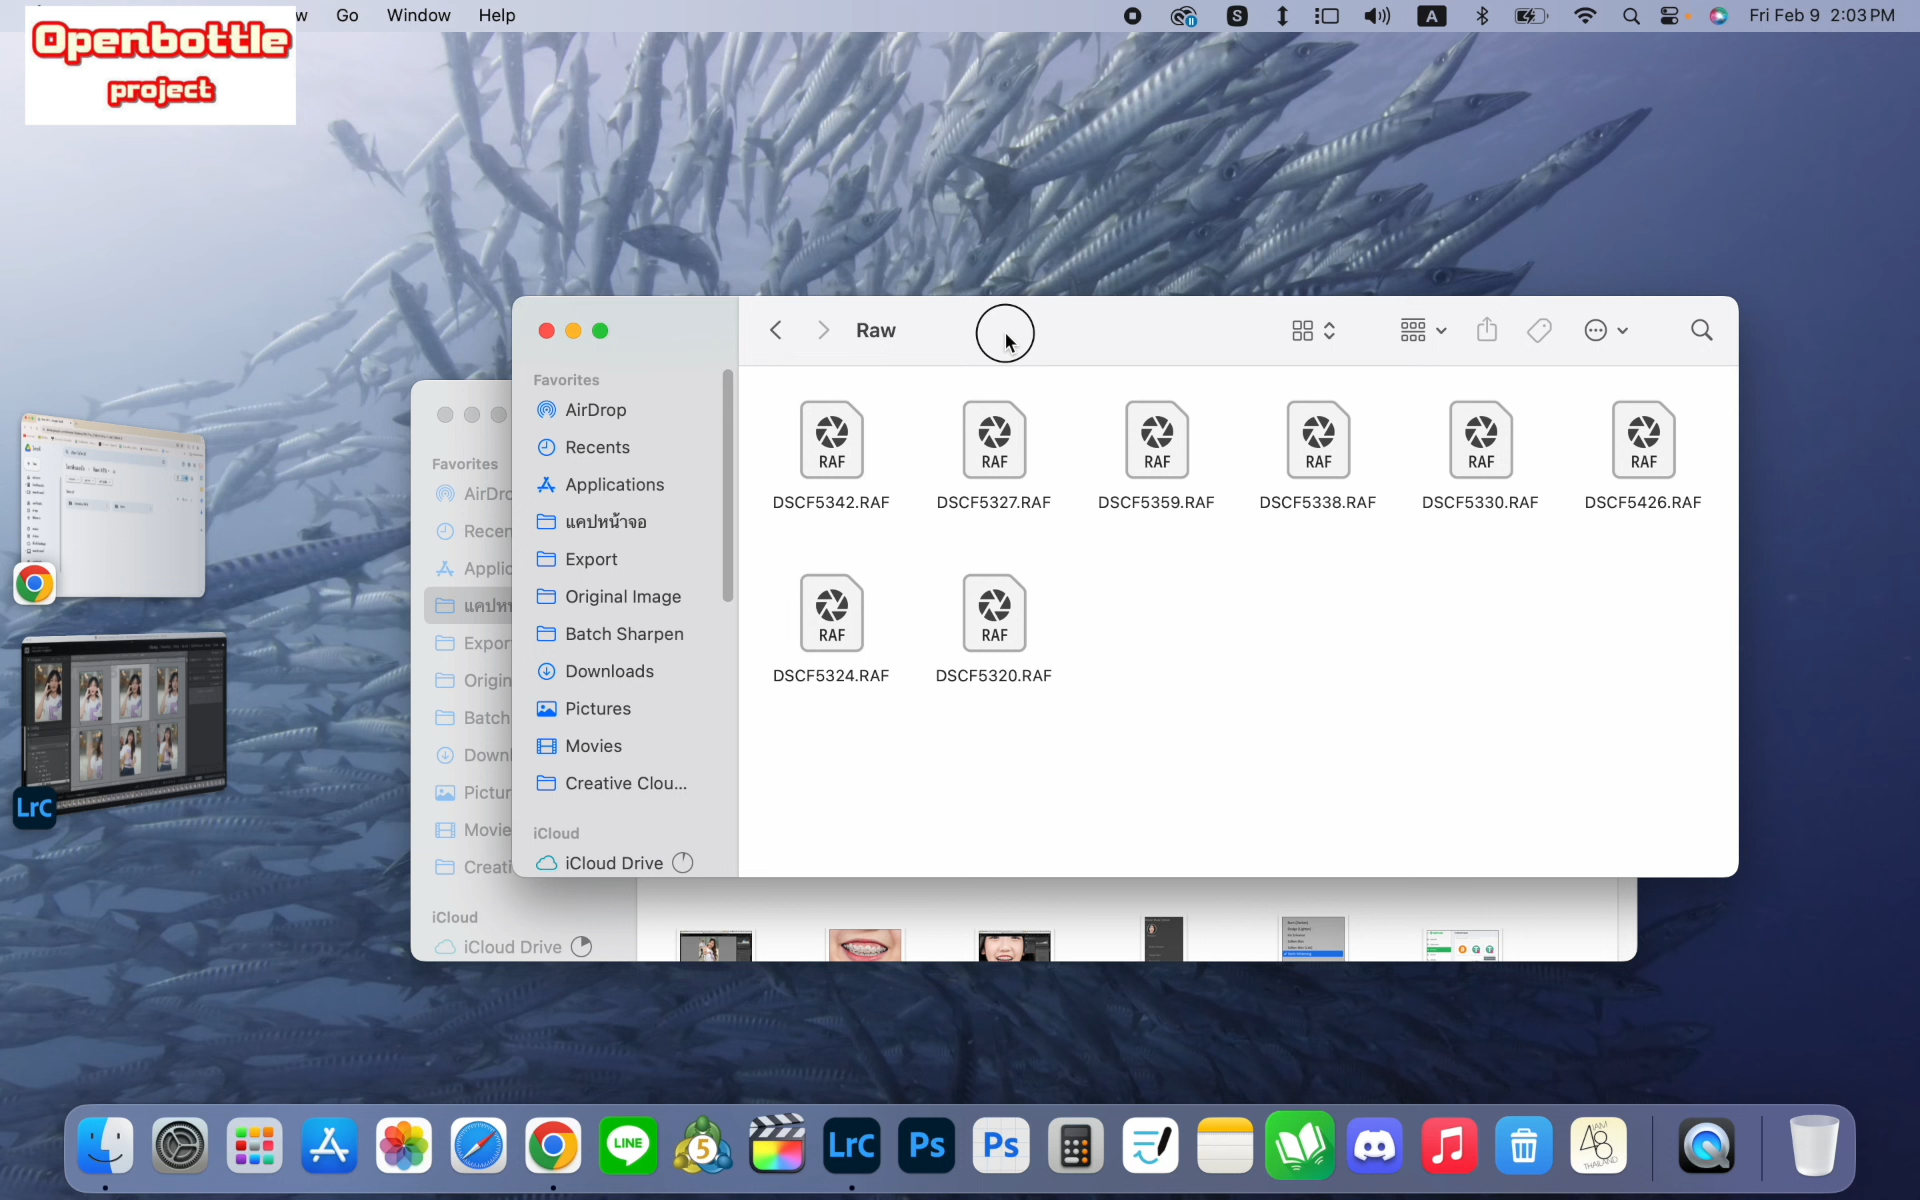 Openbottle
project
w Go Window Help
S
A
Fri Feb 9 2:03 PM
Raw
Favorites
AirDrop
Recents
Applications
แคปหน้าจอ
Export
Original Image
Batch Sharpen
Downloads
Pictures
Movies
Creative Clou...
iCloud
iCloud Drive
RAF RAF RAF RAF RAF RAF
DSCF5342.RAF DSCF5327.RAF DSCF5359.RAF DSCF5338.RAF DSCF5330.RAF DSCF5426.RAF
RAF RAF
DSCF5324.RAF DSCF5320.RAF
Favorites
AirDro
Recen
Applic
แคปห
Expor
Origin
Batch
Down
Pictur
Movie
Creati
iCloud
iCloud Drive
LrC
LINE
5
LrC
Ps
Ps
IAM
48
THAILAND